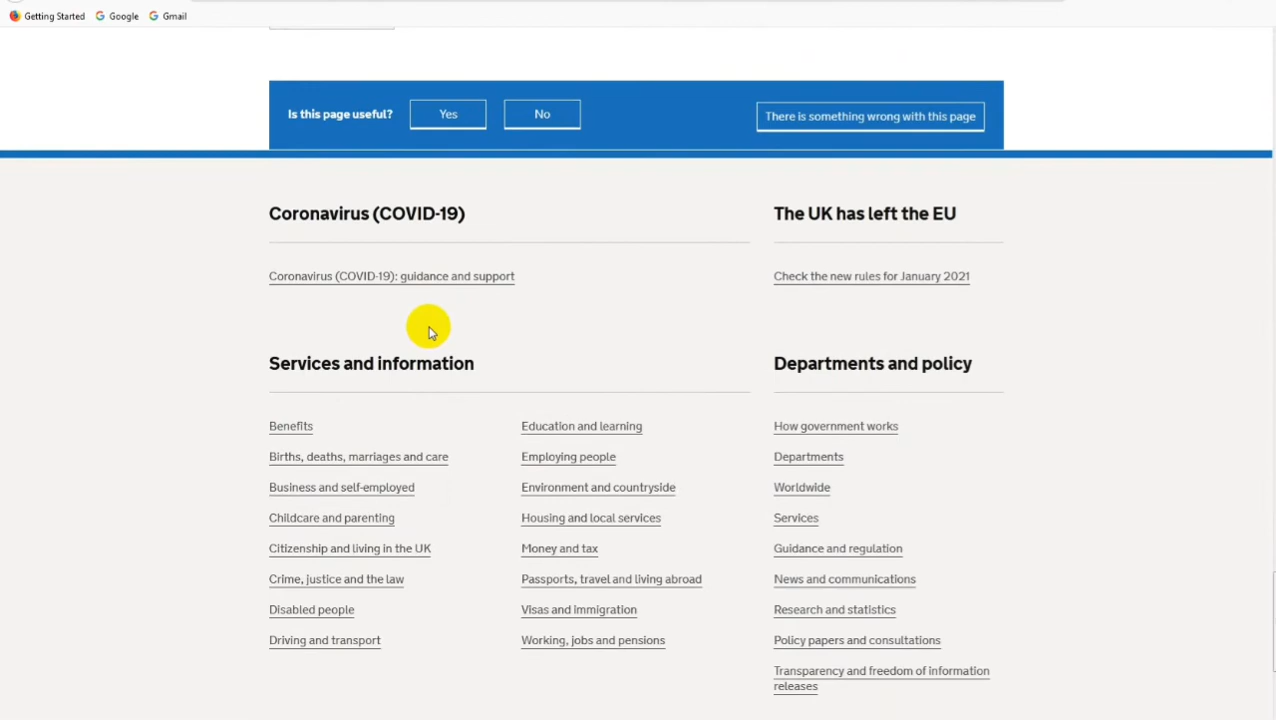 Getting Started Google Gmail
Is this page useful? Yes No There is something wrong with this page
Coronavirus (COVID-19)
Coronavirus (COVID-19): guidance and support
The UK has left the EU
Check the new rules for January 2021
Services and information
Benefits
Births, deaths, marriages and care
Business and self-employed
Childcare and parenting
Citizenship and living in the UK
Crime, justice and the law
Disabled people
Driving and transport
Education and learning
Employing people
Environment and countryside
Housing and local services
Money and tax
Passports, travel and living abroad
Visas and immigration
Working, jobs and pensions
Departments and policy
How government works
Departments
Worldwide
Services
Guidance and regulation
News and communications
Research and statistics
Policy papers and consultations
Transparency and freedom of information
releases